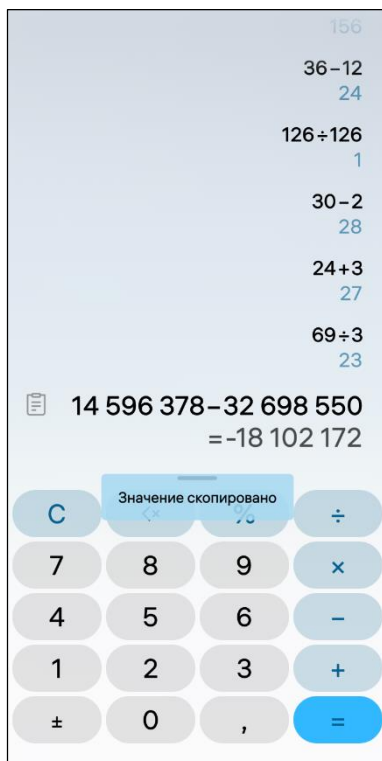 156
36−12
24
126÷126
1
30−2
28
24+3
27
69÷3
23
14 596 378−32 698 550
=-18 102 172
Значение скопировано
C % ÷
7 8 9 ×
4 5 6 −
1 2 3 +
± 0 , =